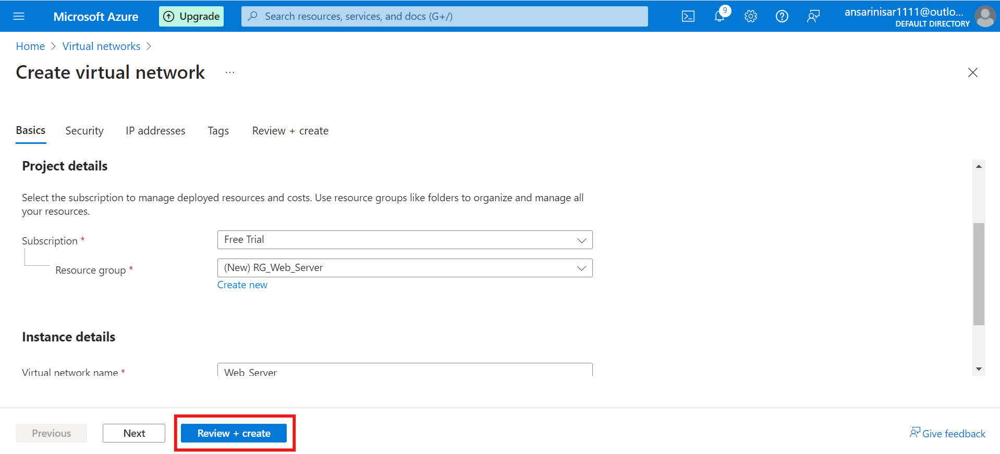 Microsoft Azure
Upgrade
Search resources, services, and docs (G+/)
9
ansarinisar1111@outlo...
DEFAULT DIRECTORY
Home > Virtual networks >
Create virtual network ...
Basics Security IP addresses Tags Review + create
Project details
Select the subscription to manage deployed resources and costs. Use resource groups like folders to organize and manage all
your resources.
Subscription *
Free Trial
Resource group *
(New) RG_Web_Server
Create new
Instance details
Virtual network name *
Web_Server
Previous Next Review + create
Give feedback